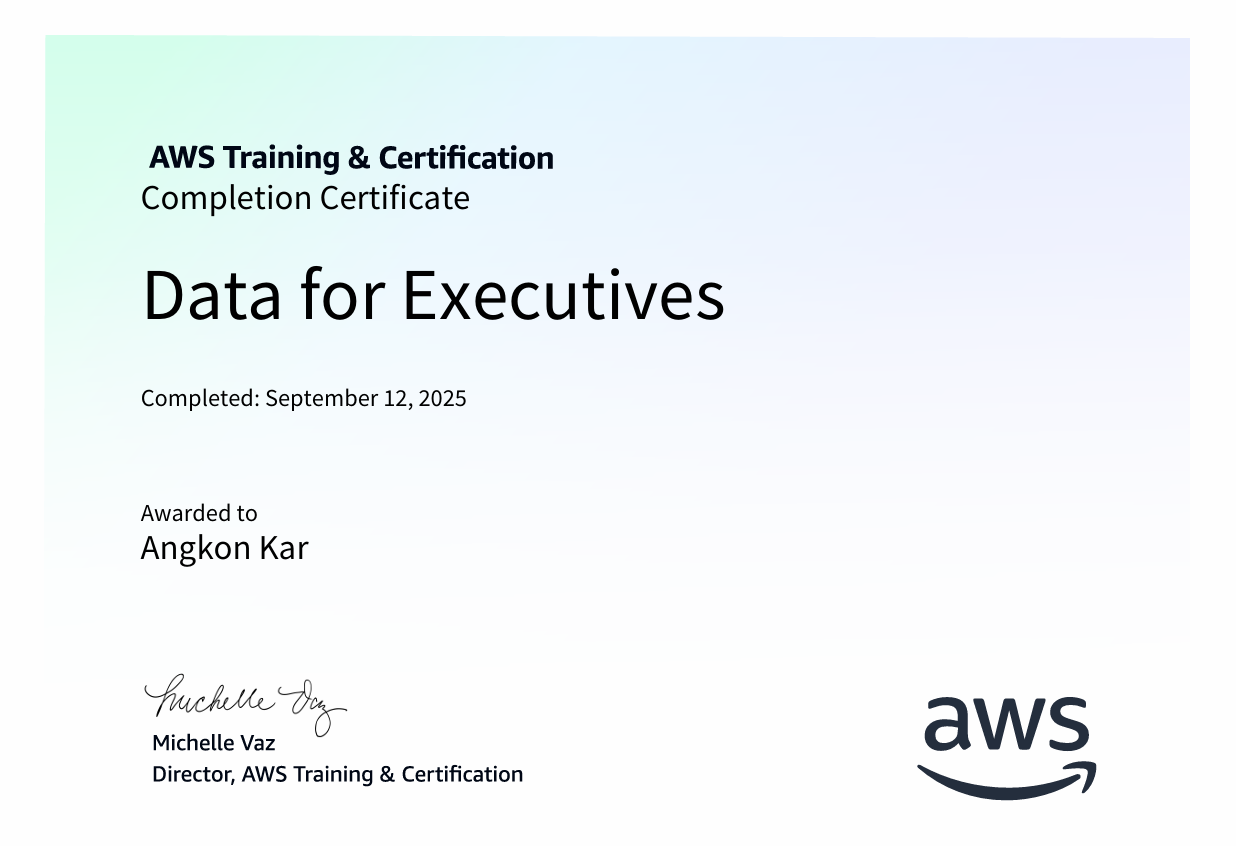 AWS Training & Certification
Completion Certificate
Data for Executives
Completed: September 12, 2025
Awarded to
Angkon Kar
Michelle Vaz
Michelle Vaz
Director, AWS Training & Certification
aws